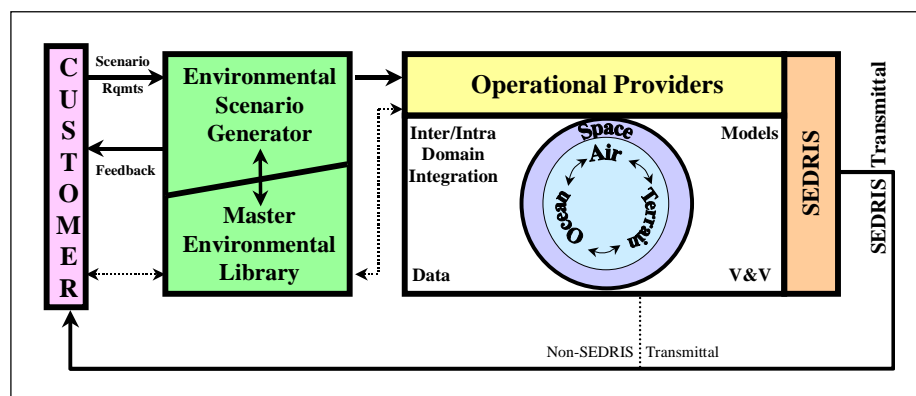 CUSTOMER
Scenario
Rqmts
Feedback
Environmental
Scenario
Generator
Master
Environmental
Library
Operational Providers
Inter/Intra
Domain
Integration
Models
Space
Air
Ocean
Terrain
Data
V&V
SEDRIS
SEDRIS Transmittal
Non-SEDRIS Transmittal